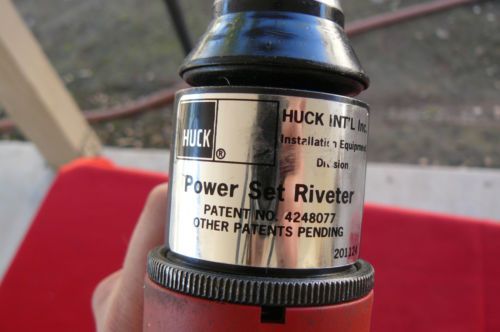 HUCK
®
HUCK INT'L Inc.
Installation Equipment
Division
Power Set Riveter
PATENT NO. 4248077
OTHER PATENTS PENDING
201124